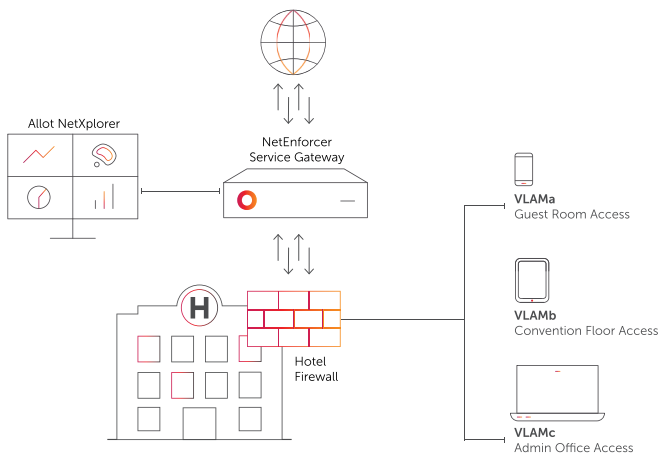 Allot NetXplorer
NetEnforcer
Service Gateway
VLAMa
Guest Room Access
H
VLAMb
Convention Floor Access
Hotel
Firewall
VLAMc
Admin Office Access